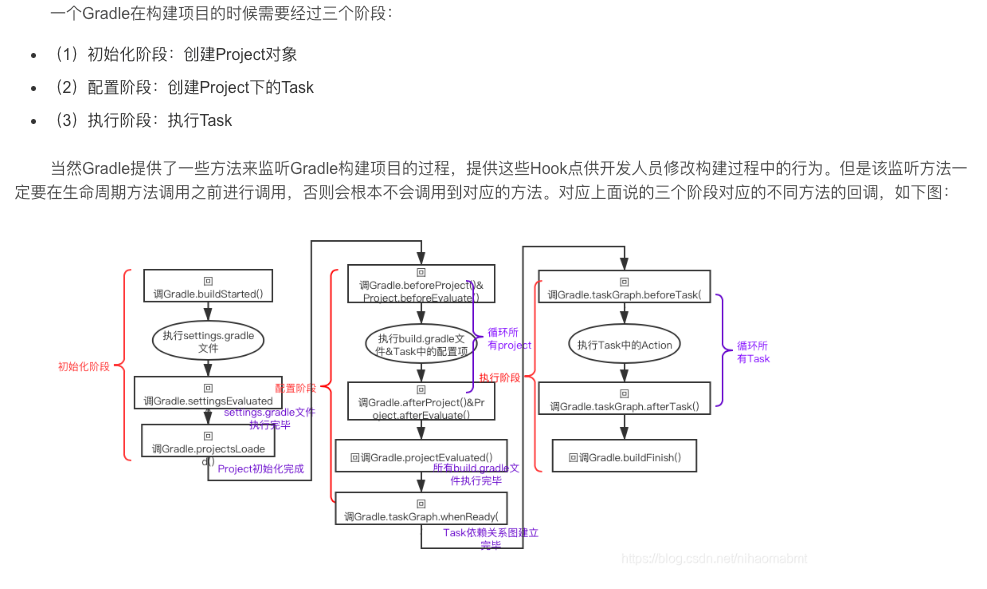 一个Gradle在构建项目的时候需要经过三个阶段：
（1）初始化阶段：创建Project对象
（2）配置阶段：创建Project下的Task
（3）执行阶段：执行Task
当然Gradle提供了一些方法来监听Gradle构建项目的过程，提供这些Hook点供开发人员修改构建过程中的行为。但是该监听方法一
定要在生命周期方法调用之前进行调用，否则会根本不会调用到对应的方法。对应上面说的三个阶段对应的不同方法的回调，如下图：
初始化阶段
回
调Gradle.buildStarted()
执行settings.gradle
文件
回
调Gradle.settingsEvaluated
settings.gradle文件
执行完毕
回
调Gradle.projectsLoade
d()
Project初始化完成
配置阶段
回
调Gradle.beforeProject()&
Project.beforeEvaluate()
执行build.gradle文
件&Task中的配置项
循环所
有project
回
调Gradle.afterProject()&Pr
oject.afterEvaluate()
回调Gradle.projectEvaluated()
所有build.gradle文
件执行完毕
回
调Gradle.taskGraph.whenReady(
Task依赖关系图建立
完毕
执行阶段
回
调Gradle.taskGraph.beforeTask(
执行Task中的Action
循环所
有Task
回
调Gradle.taskGraph.afterTask()
回调Gradle.buildFinish()
https://blog.csdn.net/nihaomabmt